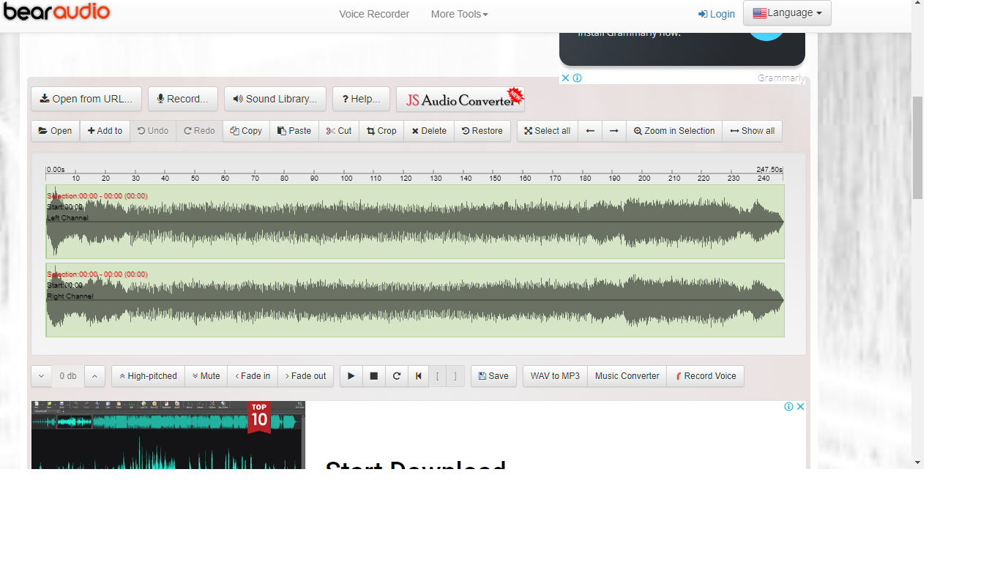 bearaudio
Voice Recorder
More Tools
Login
Language
Install Grammarly now.
Grammarly
Open from URL...
Record...
Sound Library...
? Help...
JS Audio Converter
NEW
Open
Add to
Undo
Redo
Copy
Paste
Cut
Crop
Delete
Restore
Select all
Zoom in Selection
Show all
0.00s
247.50s
10 20 30 40 50 60 70 80 90 100 110 120 130 140 150 160 170 180 190 200 210 220 230 240
Selection:00:00 - 00:00 (00:00)
Start:00:00
Left Channel
Selection:00:00 - 00:00 (00:00)
Start:00:00
Right Channel
0 db
High-pitched
Mute
Fade in
Fade out
[
]
Save
WAV to MP3
Music Converter
Record Voice
TOP
10
Start Download